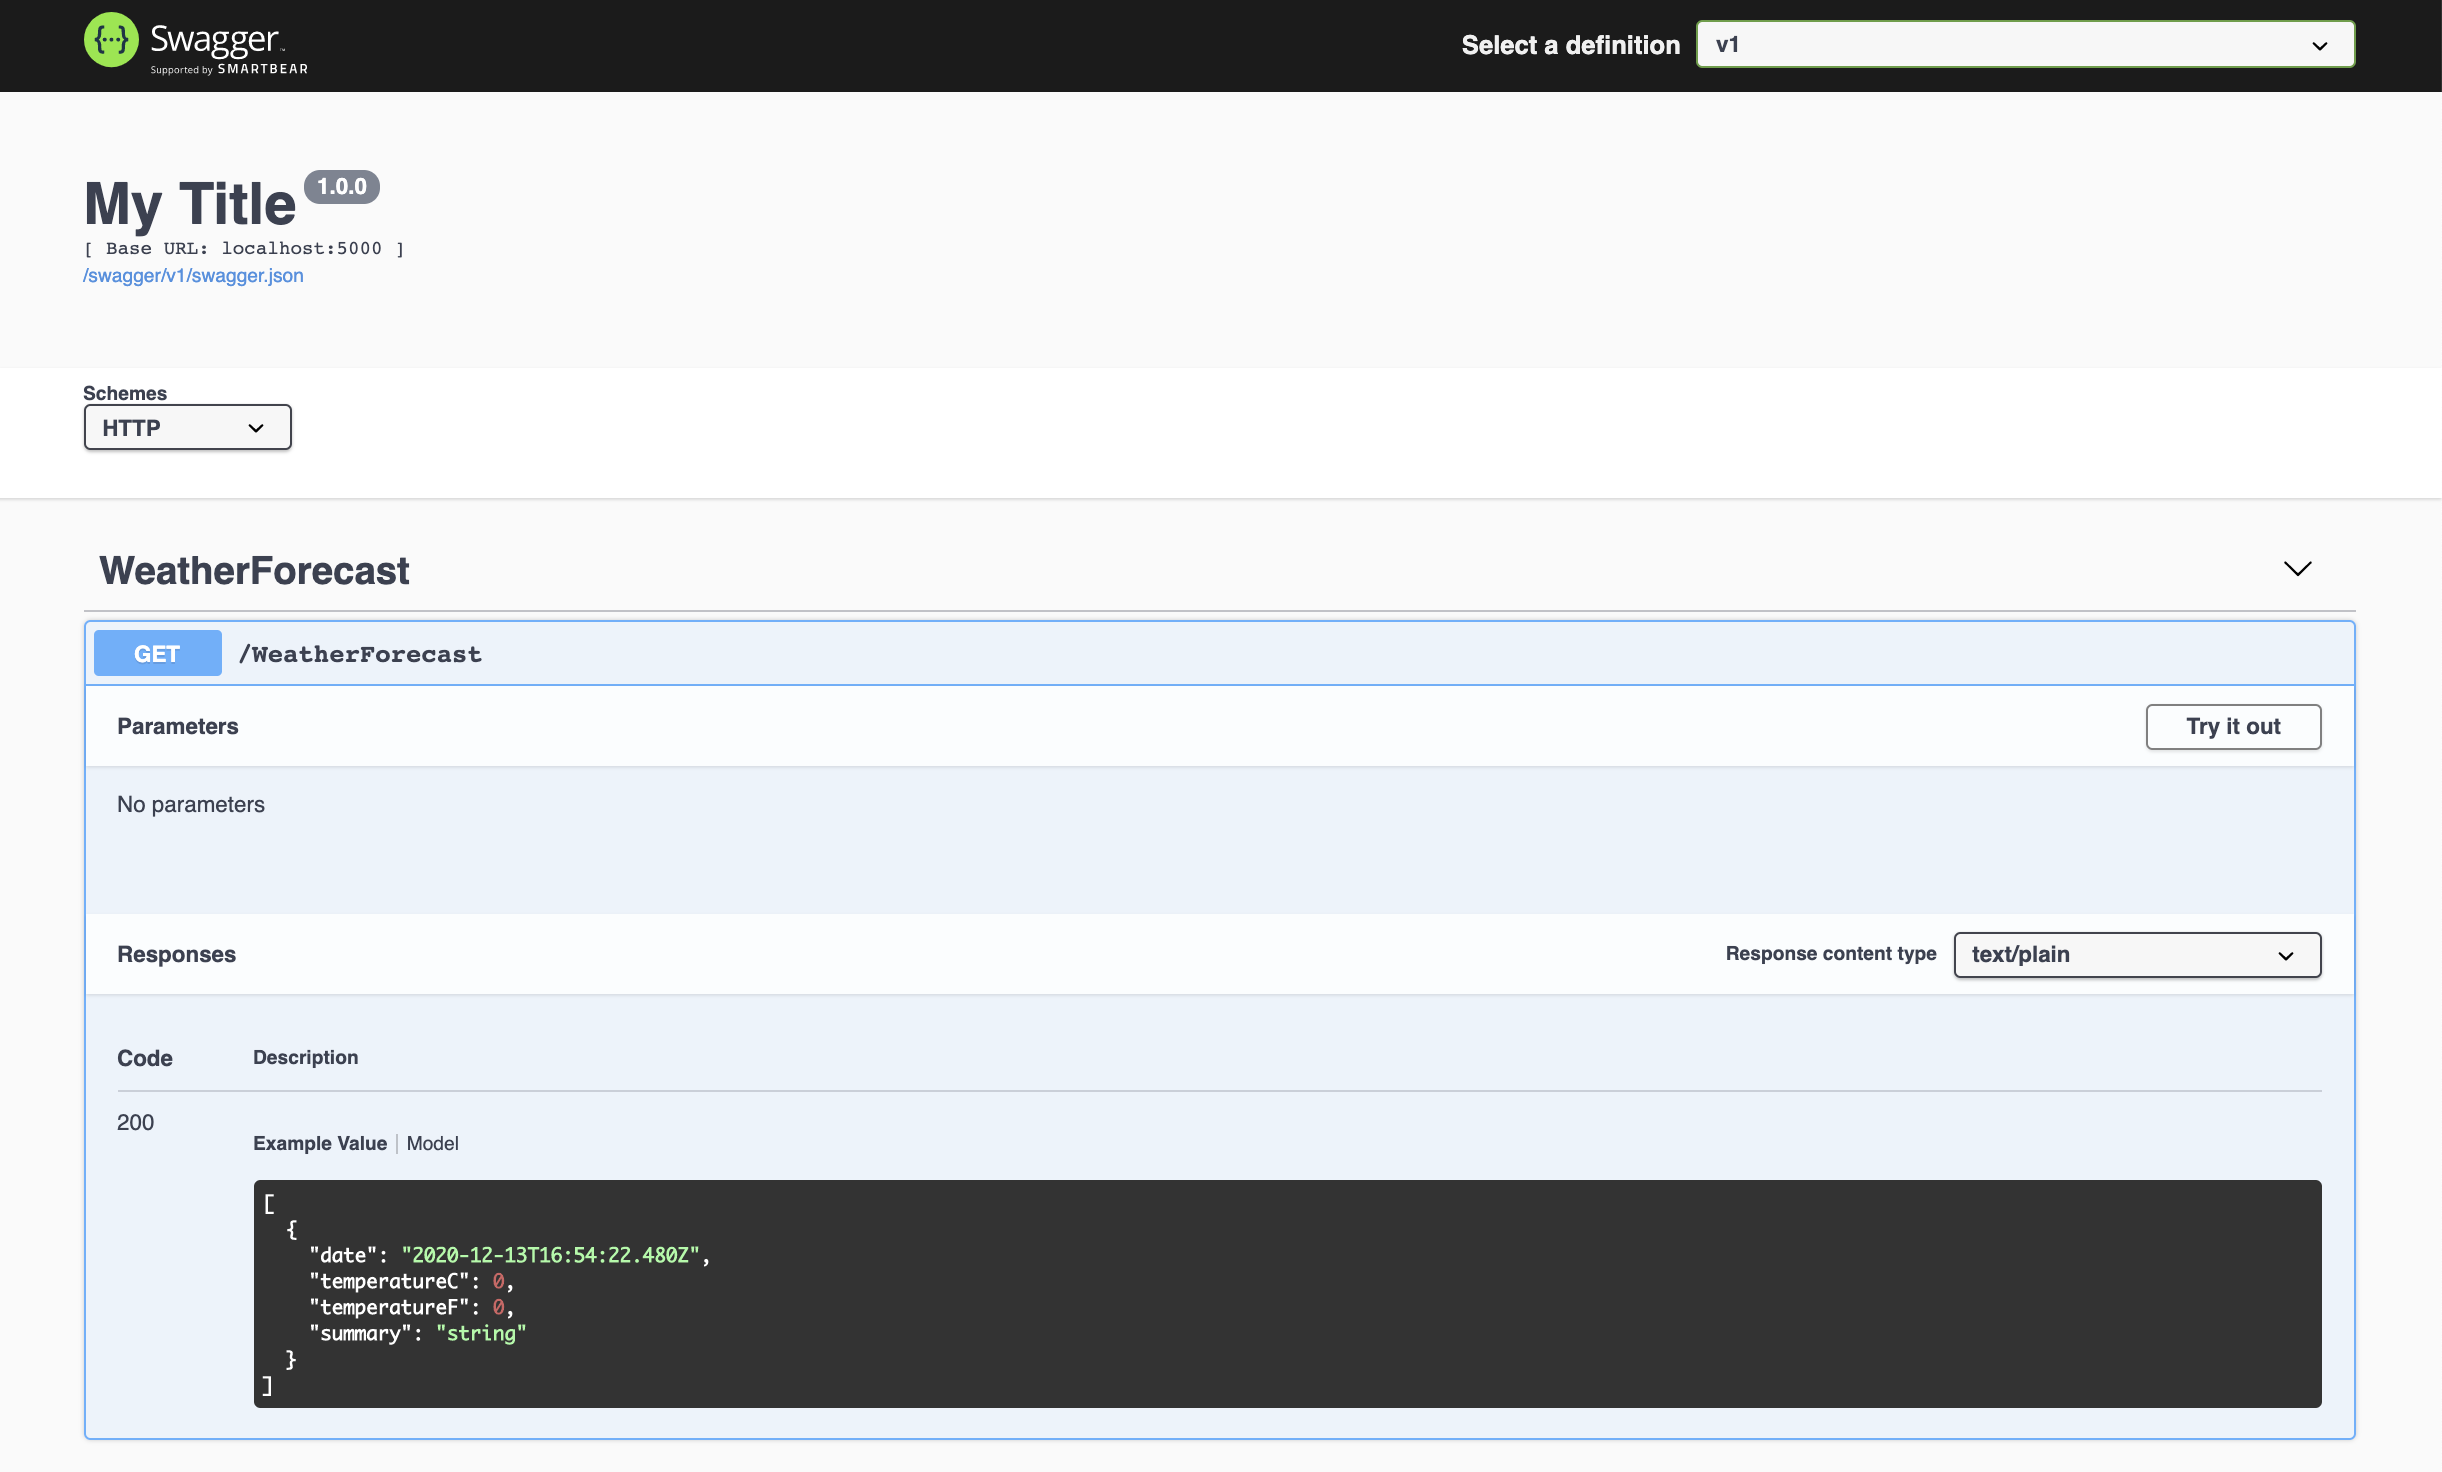 {···} Swagger™
Supported by SMARTBEAR
Select a definition
v1
My Title 1.0.0
[ Base URL: localhost:5000 ]
/swagger/v1/swagger.json
Schemes
HTTP
WeatherForecast
GET /WeatherForecast
Parameters
Try it out
No parameters
Responses
Response content type
text/plain
Code Description
200
Example Value | Model
[
  {
    "date": "2020-12-13T16:54:22.480Z",
    "temperatureC": 0,
    "temperatureF": 0,
    "summary": "string"
  }
]